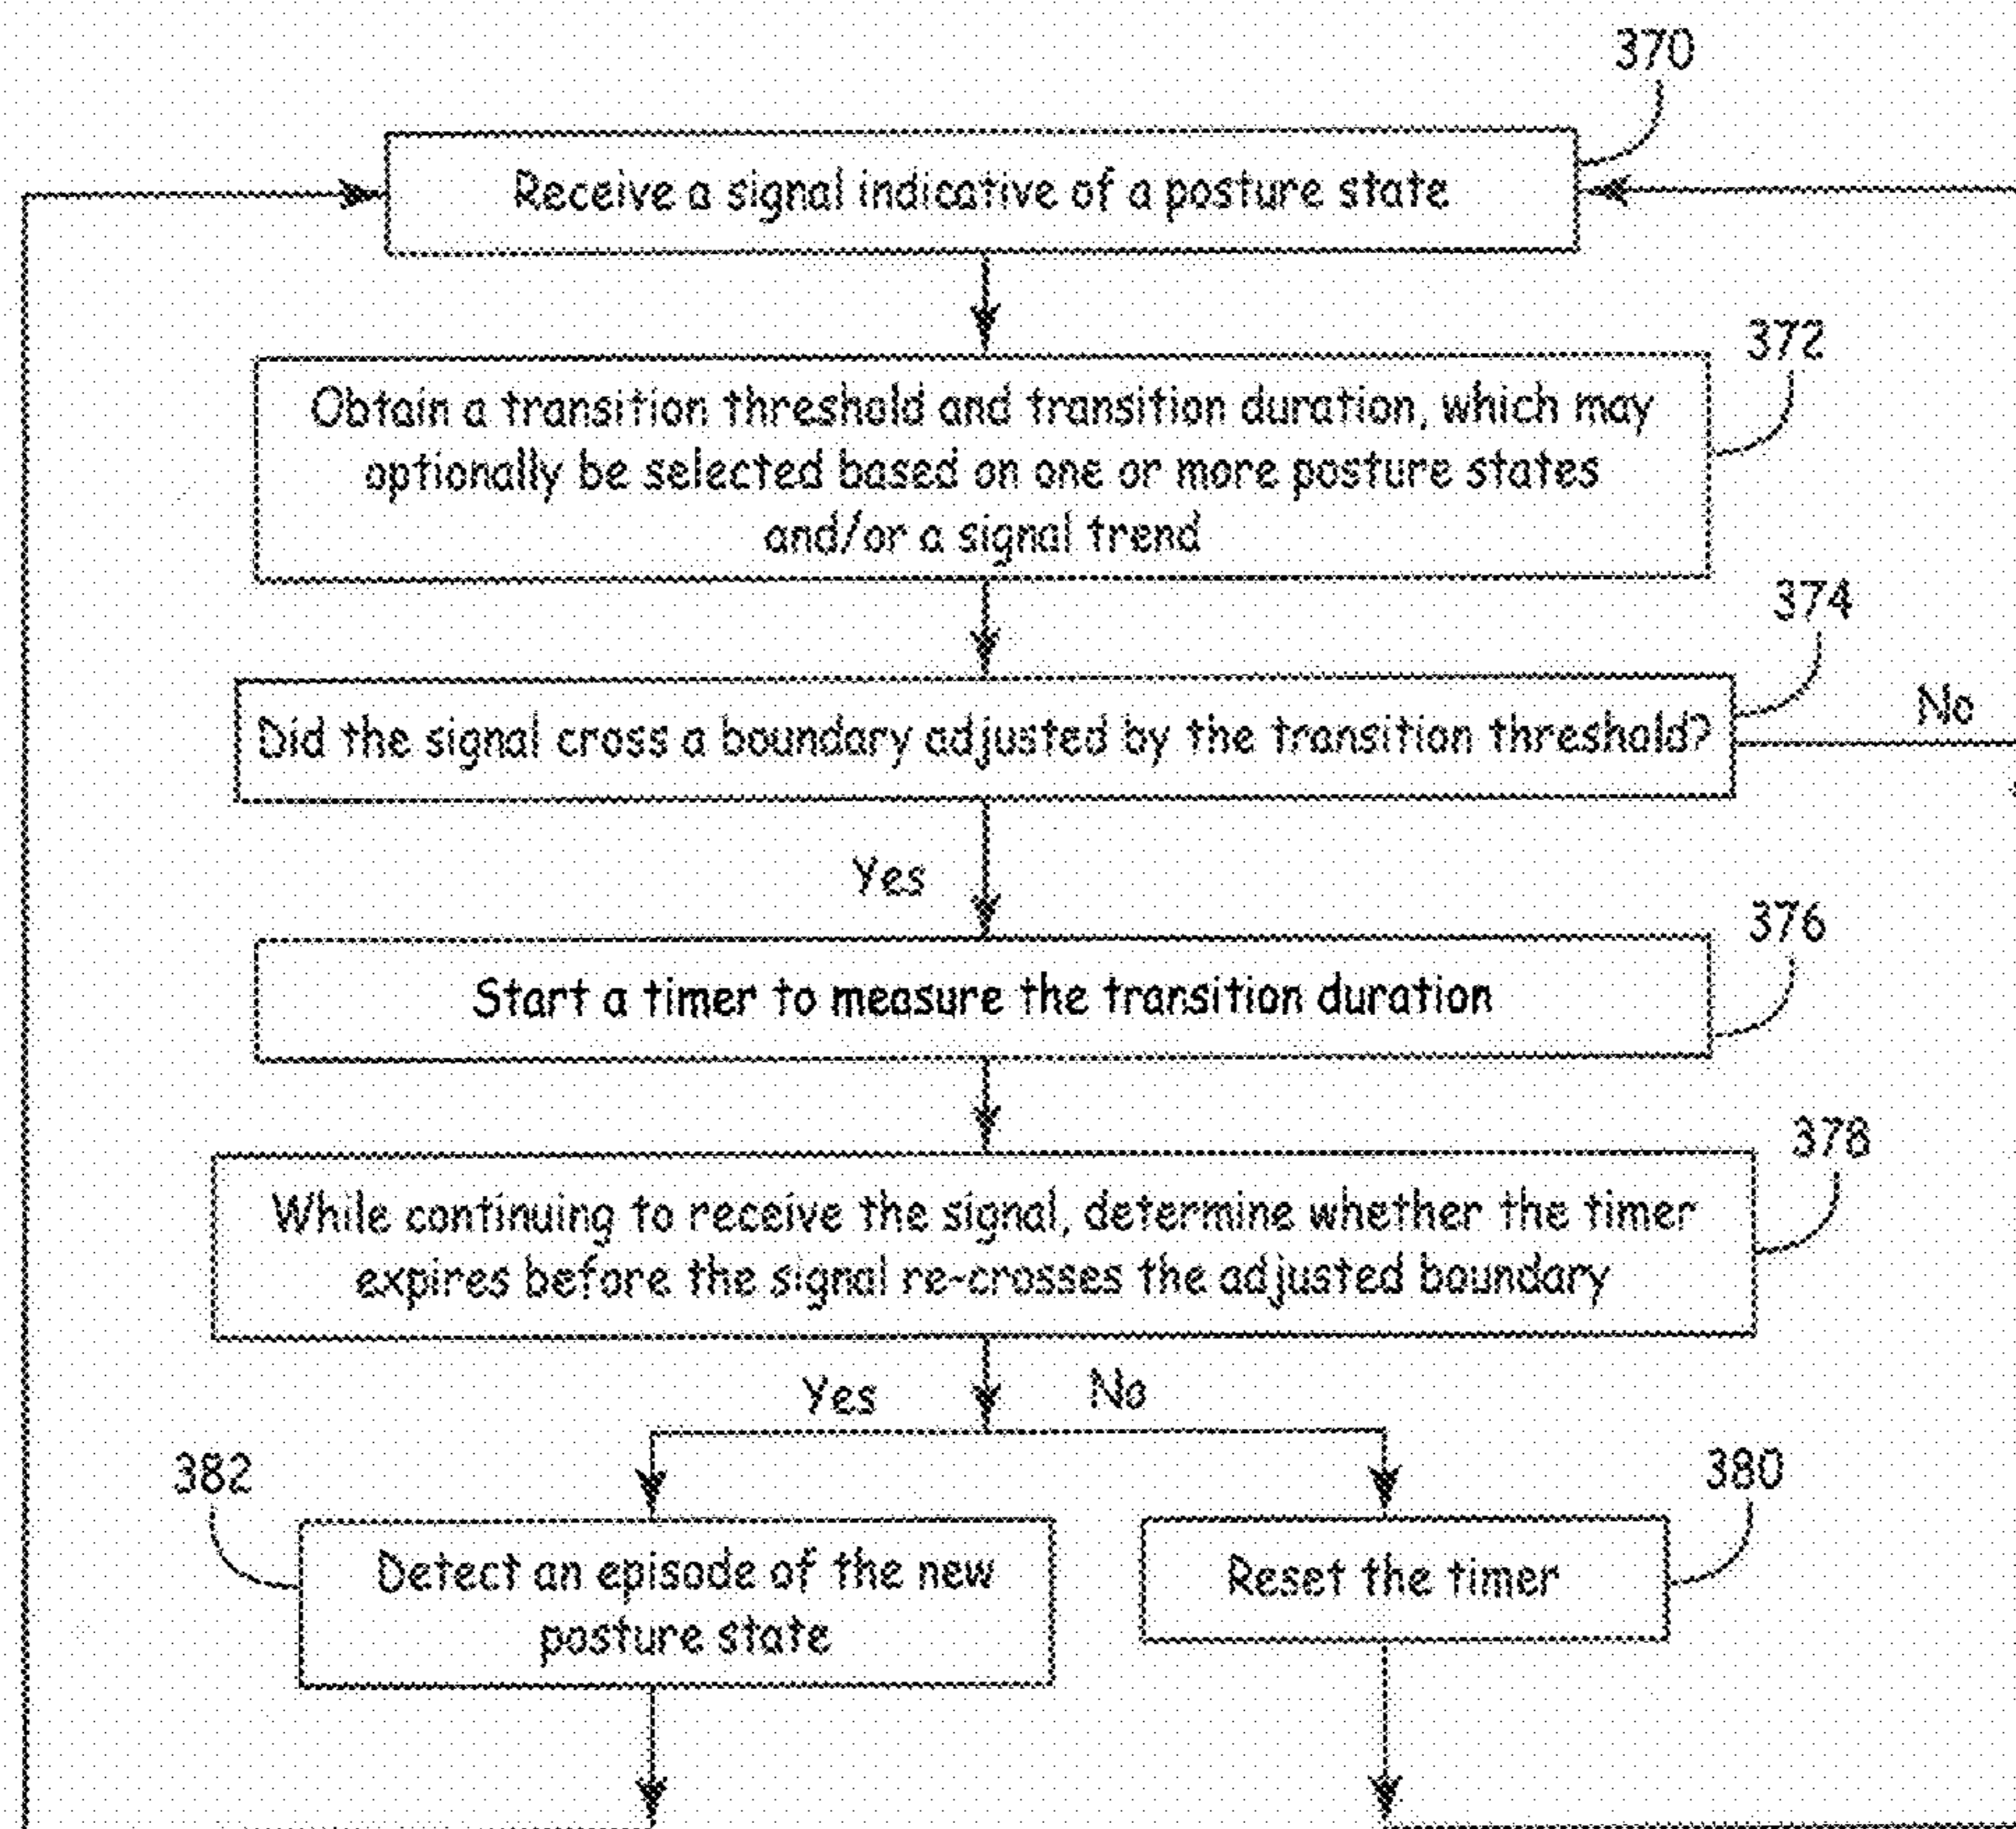 370
Receive a signal indicative of a posture state
372
Obtain a transition threshold and transition duration, which may
optionally be selected based on one or more posture states
and/or a signal trend
374
Did the signal cross a boundary adjusted by the transition threshold?
No
Yes
376
Start a timer to measure the transition duration
378
While continuing to receive the signal, determine whether the timer
expires before the signal re-crosses the adjusted boundary
Yes
No
382
380
Detect an episode of the new
posture state
Reset the timer